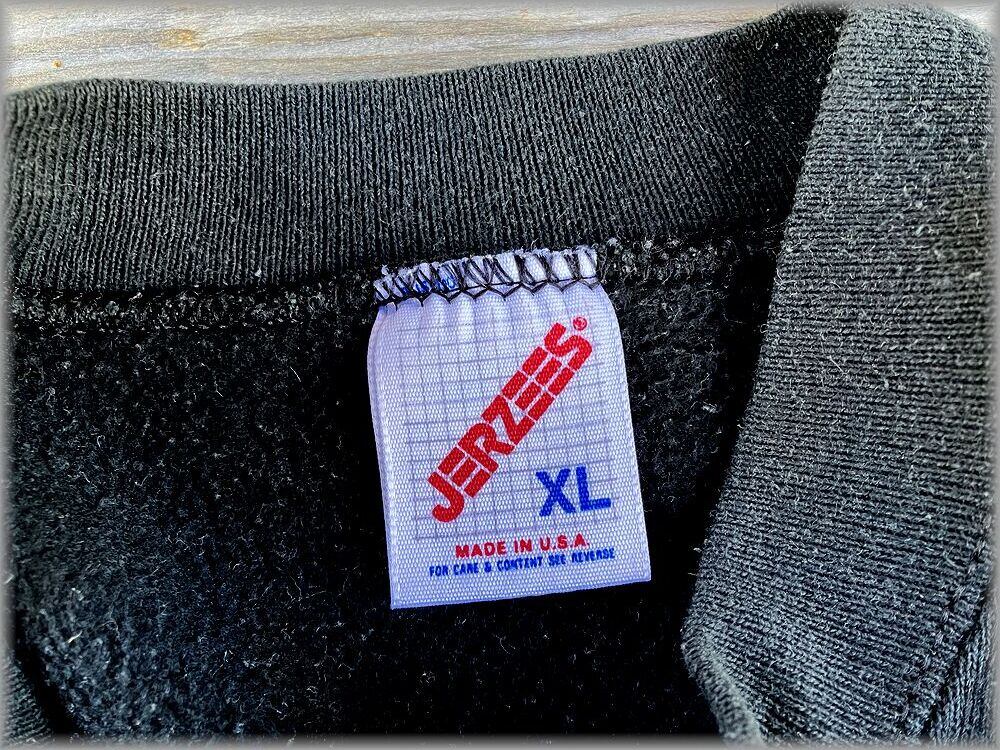 JERZEES®
XL
MADE IN U.S.A.
FOR CARE & CONTENT SEE REVERSE